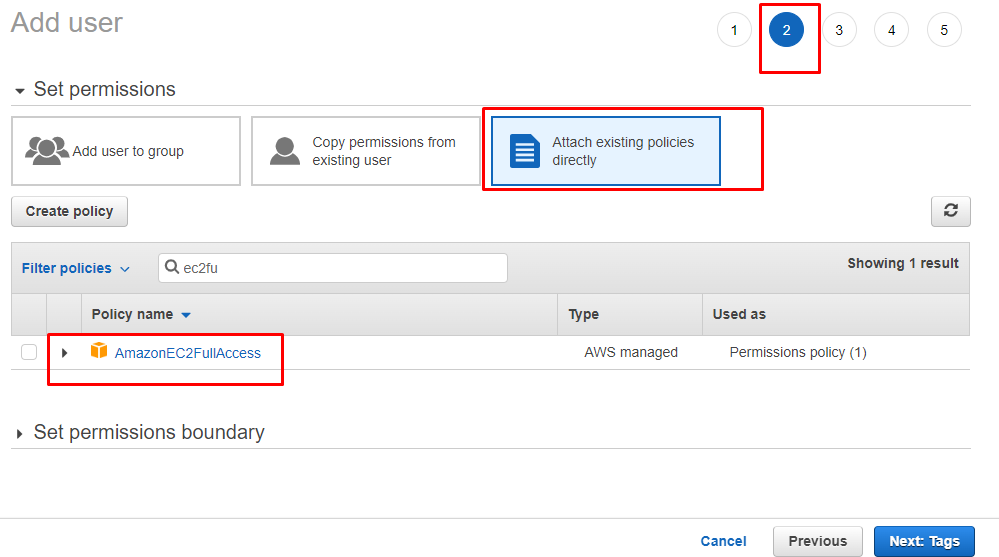 Add user
1 2 3 4 5
Set permissions
Add user to group
Copy permissions from
existing user
Attach existing policies
directly
Create policy
Filter policies
ec2fu
Showing 1 result
Policy name Type Used as
AmazonEC2FullAccess AWS managed Permissions policy (1)
Set permissions boundary
Cancel Previous Next: Tags